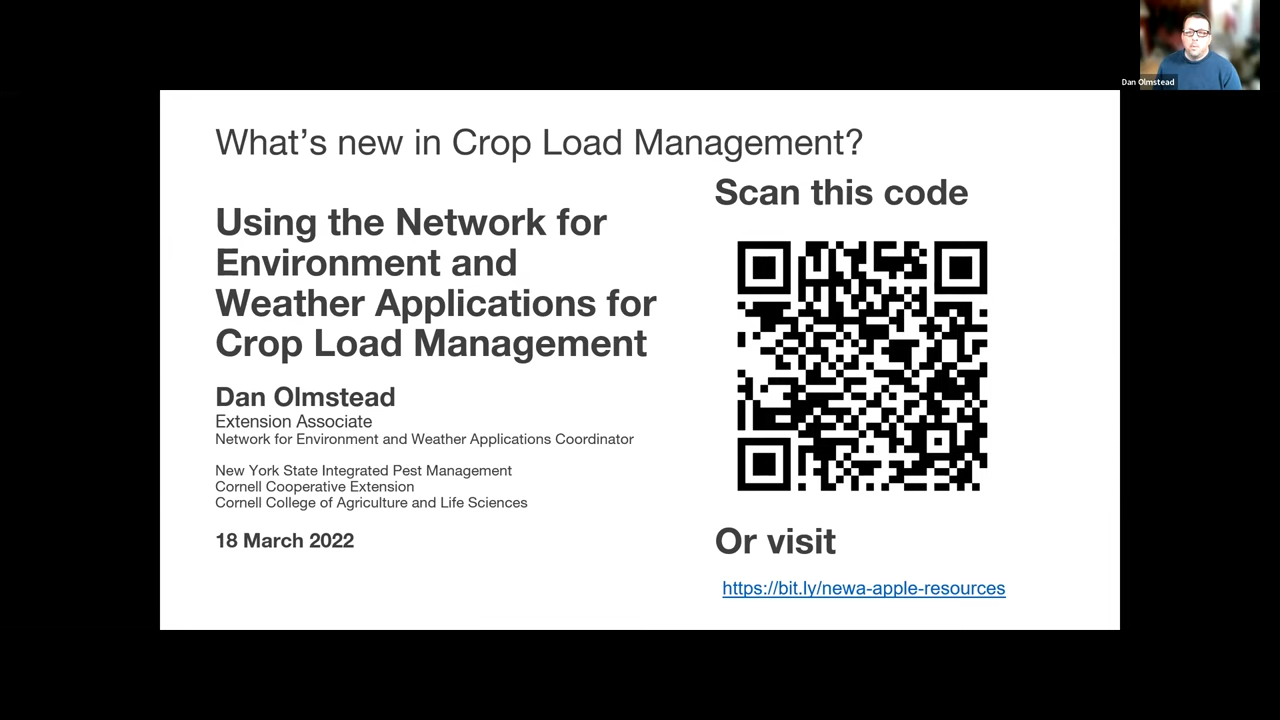 Dan Olmstead
What's new in Crop Load Management?
Using the Network for
Environment and
Weather Applications for
Crop Load Management
Dan Olmstead
Extension Associate
Network for Environment and Weather Applications Coordinator
New York State Integrated Pest Management
Cornell Cooperative Extension
Cornell College of Agriculture and Life Sciences
18 March 2022
Scan this code
Or visit
https://bit.ly/newa-apple-resources